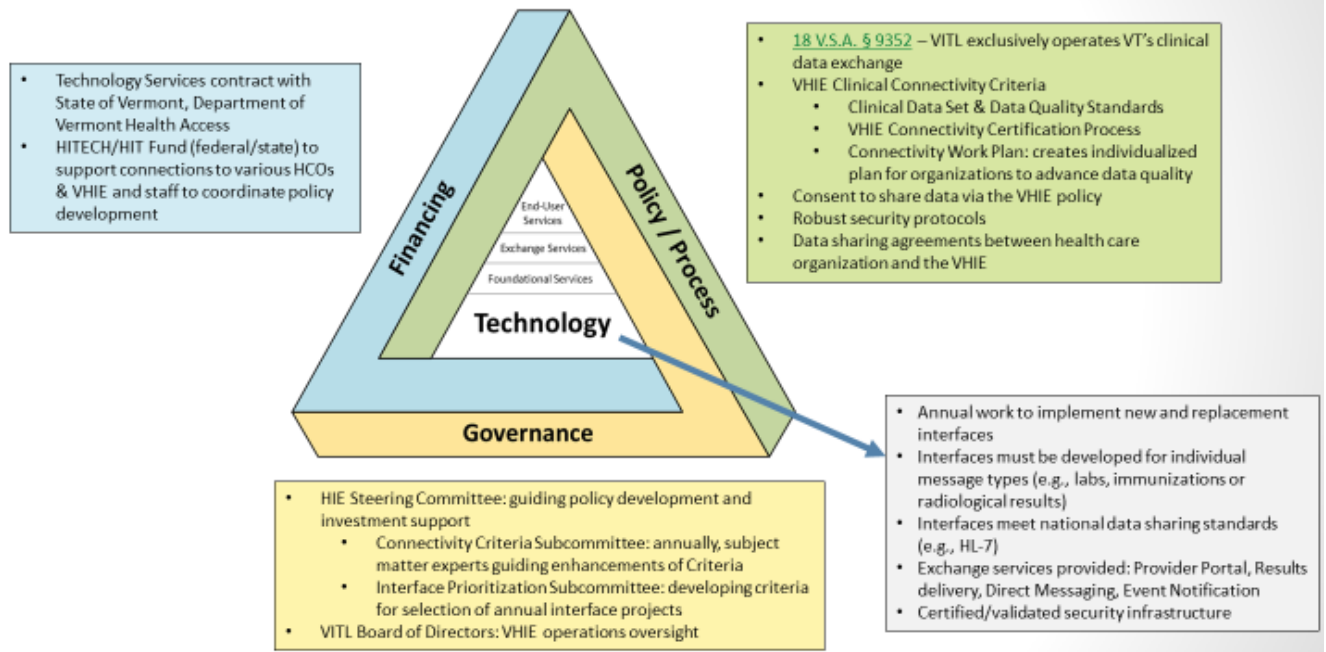 • Technology Services contract with
State of Vermont, Department of
Vermont Health Access
• HITECH/HIT Fund (federal/state) to
support connections to various HCOs
& VHIE and staff to coordinate policy
development
Financing
Policy / Process
End-User
Services
Exchange Services
Foundational Services
Technology
Governance
• 18 V.S.A. § 9352 – VITL exclusively operates VT's clinical
data exchange
• VHIE Clinical Connectivity Criteria
• Clinical Data Set & Data Quality Standards
• VHIE Connectivity Certification Process
• Connectivity Work Plan: creates individualized
plan for organizations to advance data quality
• Consent to share data via the VHIE policy
• Robust security protocols
• Data sharing agreements between health care
organization and the VHIE
• HIE Steering Committee: guiding policy development and
investment support
• Connectivity Criteria Subcommittee: annually, subject
matter experts guiding enhancements of Criteria
• Interface Prioritization Subcommittee: developing criteria
for selection of annual interface projects
• VITL Board of Directors: VHIE operations oversight
• Annual work to implement new and replacement
interfaces
• Interfaces must be developed for individual
message types (e.g., labs, immunizations or
radiological results)
• Interfaces meet national data sharing standards
(e.g., HL-7)
• Exchange services provided: Provider Portal, Results
delivery, Direct Messaging, Event Notification
• Certified/validated security infrastructure